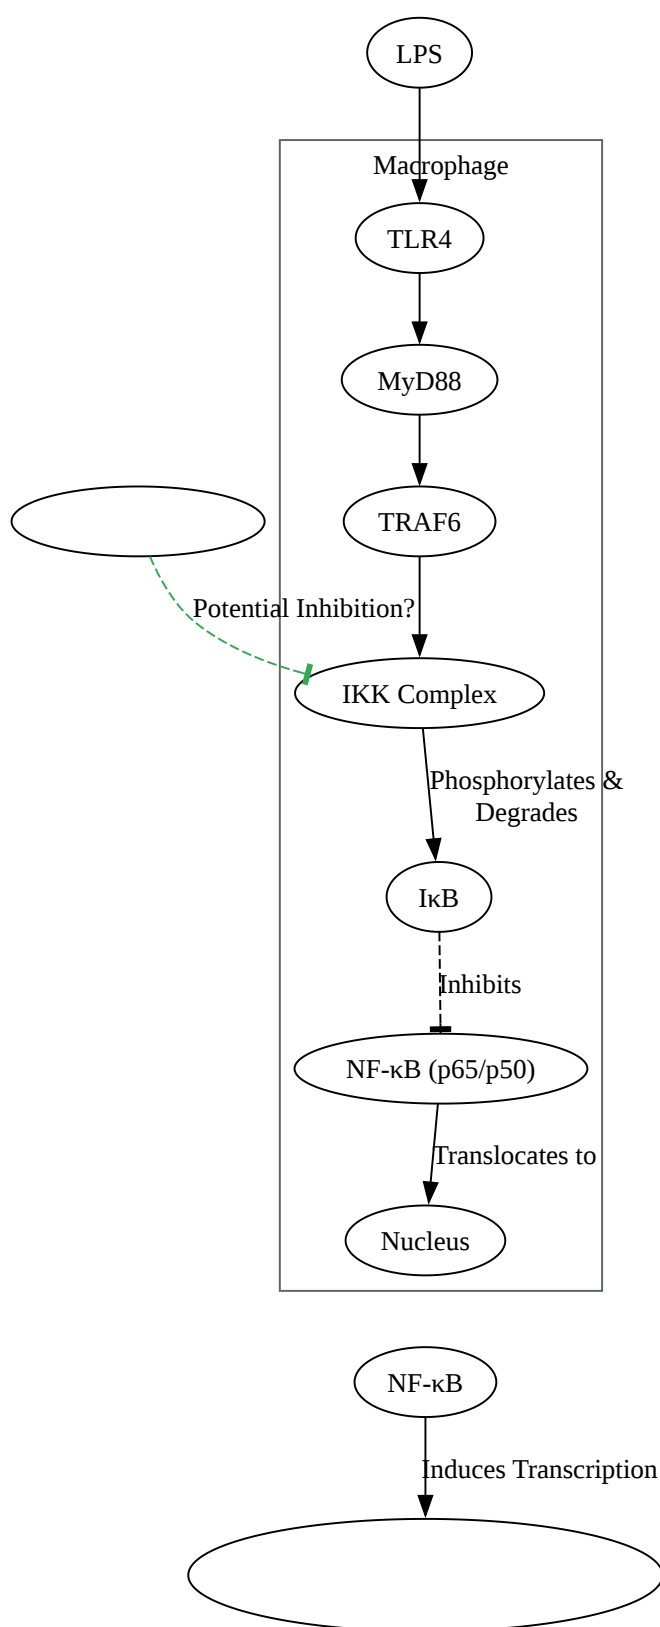 LPS
Macrophage
TLR4
MyD88
TRAF6
Potential Inhibition?
IKK Complex
Phosphorylates &
Degrades
IκB
Inhibits
NF-κB (p65/p50)
Translocates to
Nucleus
NF-κB
Induces Transcription